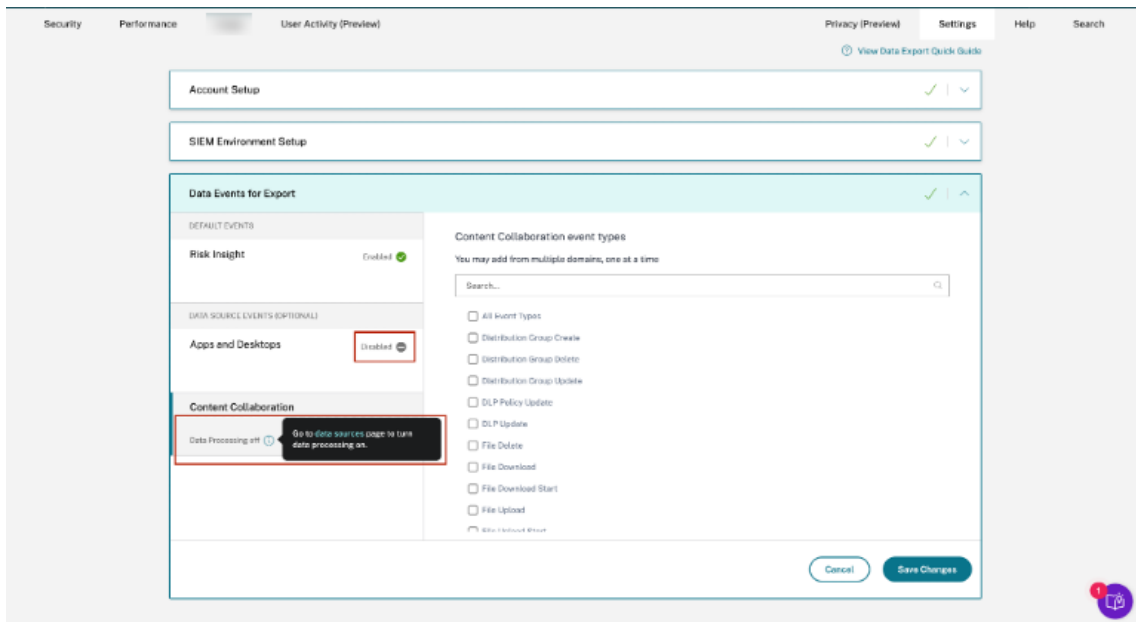 Security Performance User Activity (Preview) Privacy (Preview) Settings Help Search
View Data Export Quick Guide
Account Setup
SIEM Environment Setup
Data Events for Export
DEFAULT EVENTS
Risk Insight
Enabled
DATA SOURCE EVENTS (OPTIONAL)
Apps and Desktops
Disabled
Content Collaboration
Data Processing off
Go to data sources page to turn
data processing on.
Content Collaboration event types
You may add from multiple domains, one at a time
Search...
All Event Types
Distribution Group Create
Distribution Group Delete
Distribution Group Update
DLP Policy Update
DLP Update
File Delete
File Download
File Download Start
File Upload
File Upload Start
Cancel
Save Changes
1